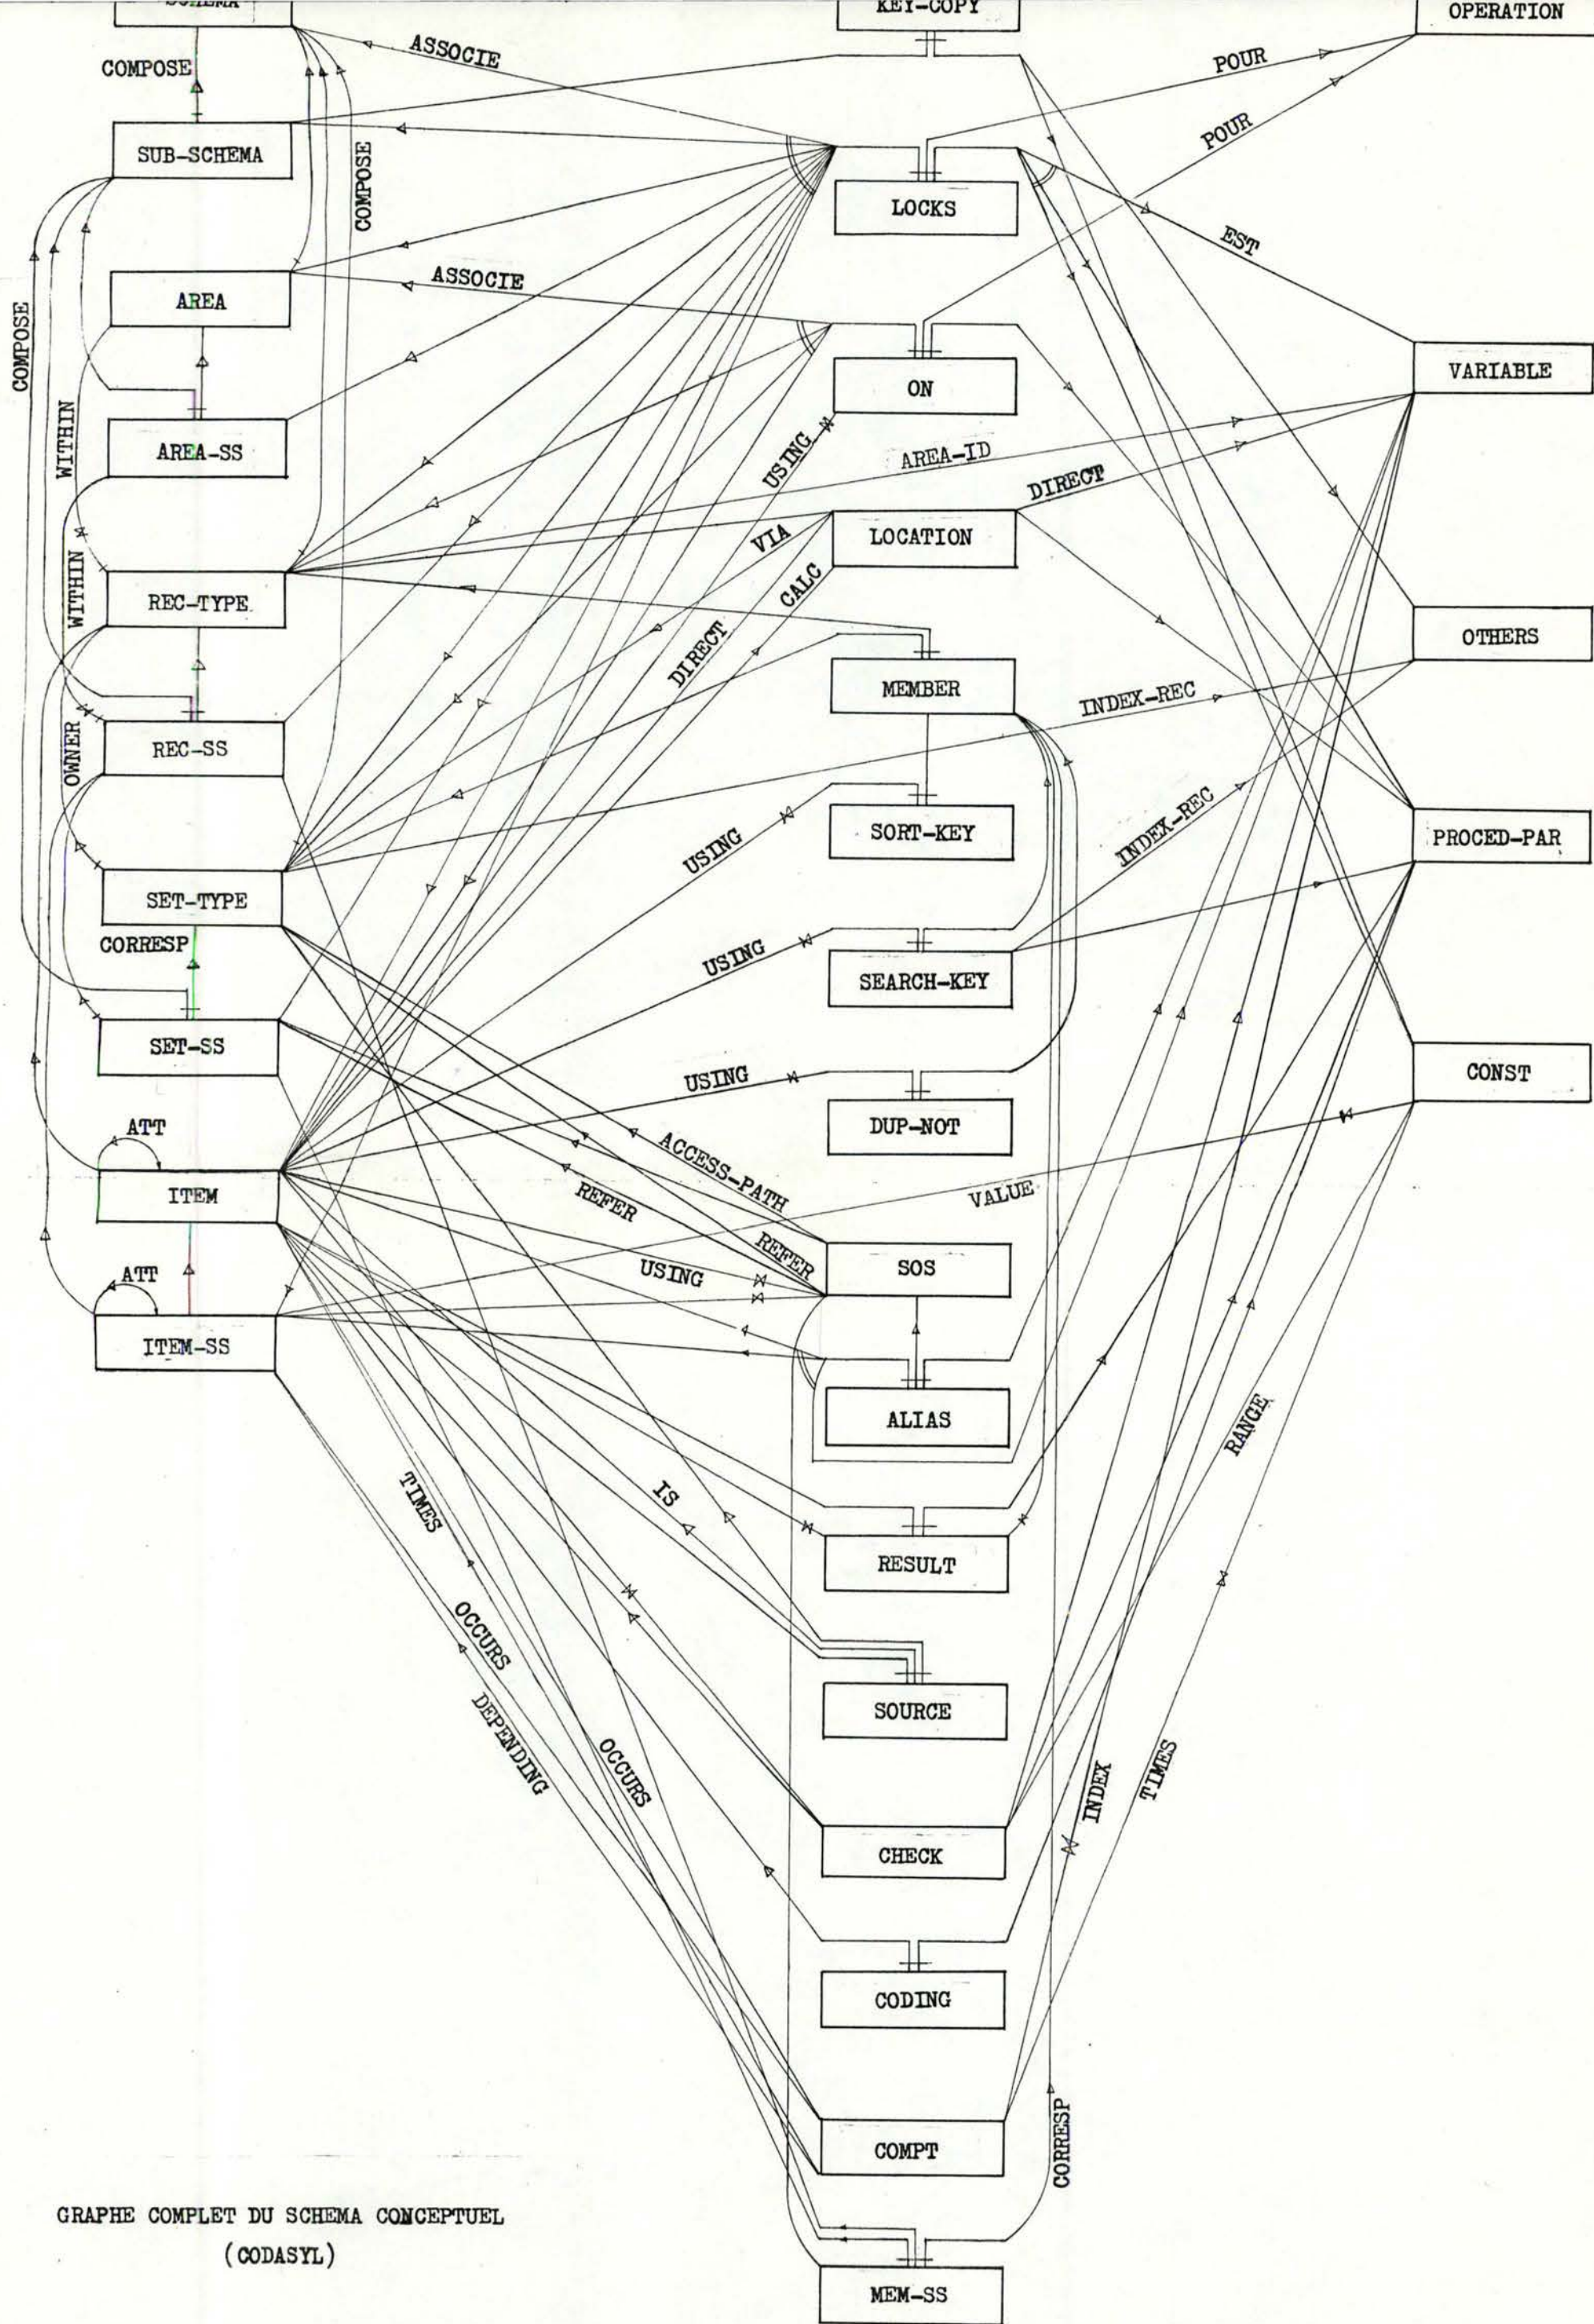 SCHEMA
KEY-COPY
OPERATION
ASSOCIE
COMPOSE
POUR
POUR
SUB-SCHEMA
COMPOSE
LOCKS
EST
AREA
ASSOCIE
COMPOSE
ON
VARIABLE
WITHIN
AREA-SS
USING
AREA-ID
DIRECT
VIA
LOCATION
CALC
WITHIN
REC-TYPE
DIRECT
OTHERS
MEMBER
INDEX-REC
OWNER
REC-SS
USING
SORT-KEY
INDEX-REC
PROCED-PAR
SET-TYPE
CORRESP
USING
SEARCH-KEY
SET-SS
USING
CONST
DUP-NOT
ATT
ACCESS-PATH
ITEM
REFER
VALUE
REFER
ATT
USING
SOS
ITEM-SS
ALIAS
RANGE
TIMES
IS
RESULT
OCCURS
SOURCE
DEPENDING
OCCURS
INDEX
TIMES
CHECK
CODING
COMPT
CORRESP
GRAPHE COMPLET DU SCHEMA CONCEPTUEL
(CODASYL)
MEM-SS